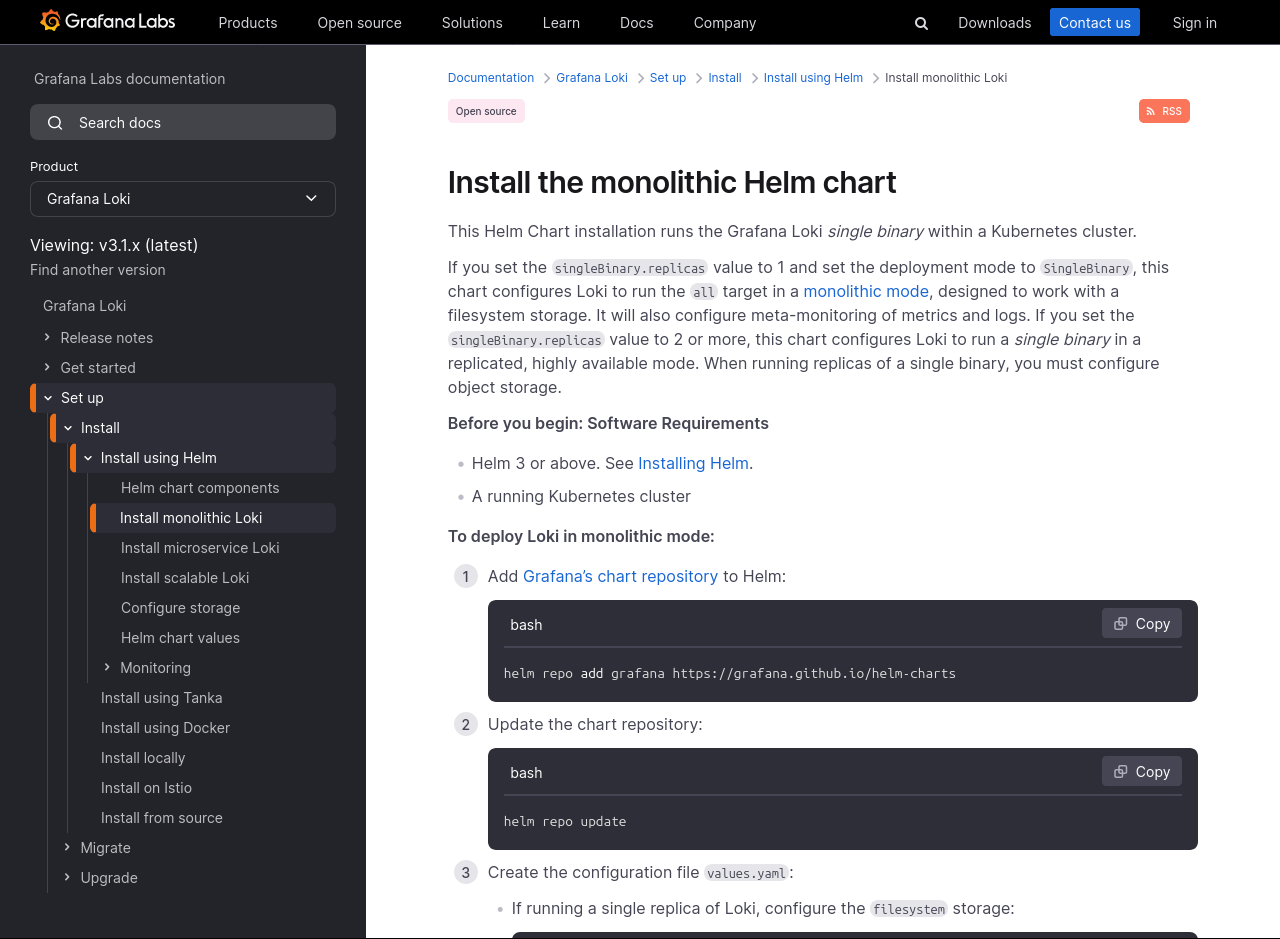 Grafana Labs
Products
Open source
Solutions
Learn
Docs
Company
Downloads
Contact us
Sign in
Grafana Labs documentation
Search docs
Product
Grafana Loki
Viewing: v3.1.x (latest)
Find another version
Grafana Loki
Release notes
Get started
Set up
Install
Install using Helm
Helm chart components
Install monolithic Loki
Install microservice Loki
Install scalable Loki
Configure storage
Helm chart values
Monitoring
Install using Tanka
Install using Docker
Install locally
Install on Istio
Install from source
Migrate
Upgrade
Documentation > Grafana Loki > Set up > Install > Install using Helm > Install monolithic Loki
Open source
RSS
Install the monolithic Helm chart
This Helm Chart installation runs the Grafana Loki single binary within a Kubernetes cluster.
If you set the singleBinary.replicas value to 1 and set the deployment mode to SingleBinary, this
chart configures Loki to run the all target in a monolithic mode, designed to work with a
filesystem storage. It will also configure meta-monitoring of metrics and logs. If you set the
singleBinary.replicas value to 2 or more, this chart configures Loki to run a single binary in a
replicated, highly available mode. When running replicas of a single binary, you must configure
object storage.
Before you begin: Software Requirements
• Helm 3 or above. See Installing Helm.
• A running Kubernetes cluster
To deploy Loki in monolithic mode:
1 Add Grafana’s chart repository to Helm:
bash
Copy
helm repo add grafana https://grafana.github.io/helm-charts
2 Update the chart repository:
bash
Copy
helm repo update
3 Create the configuration file values.yaml:
• If running a single replica of Loki, configure the filesystem storage: